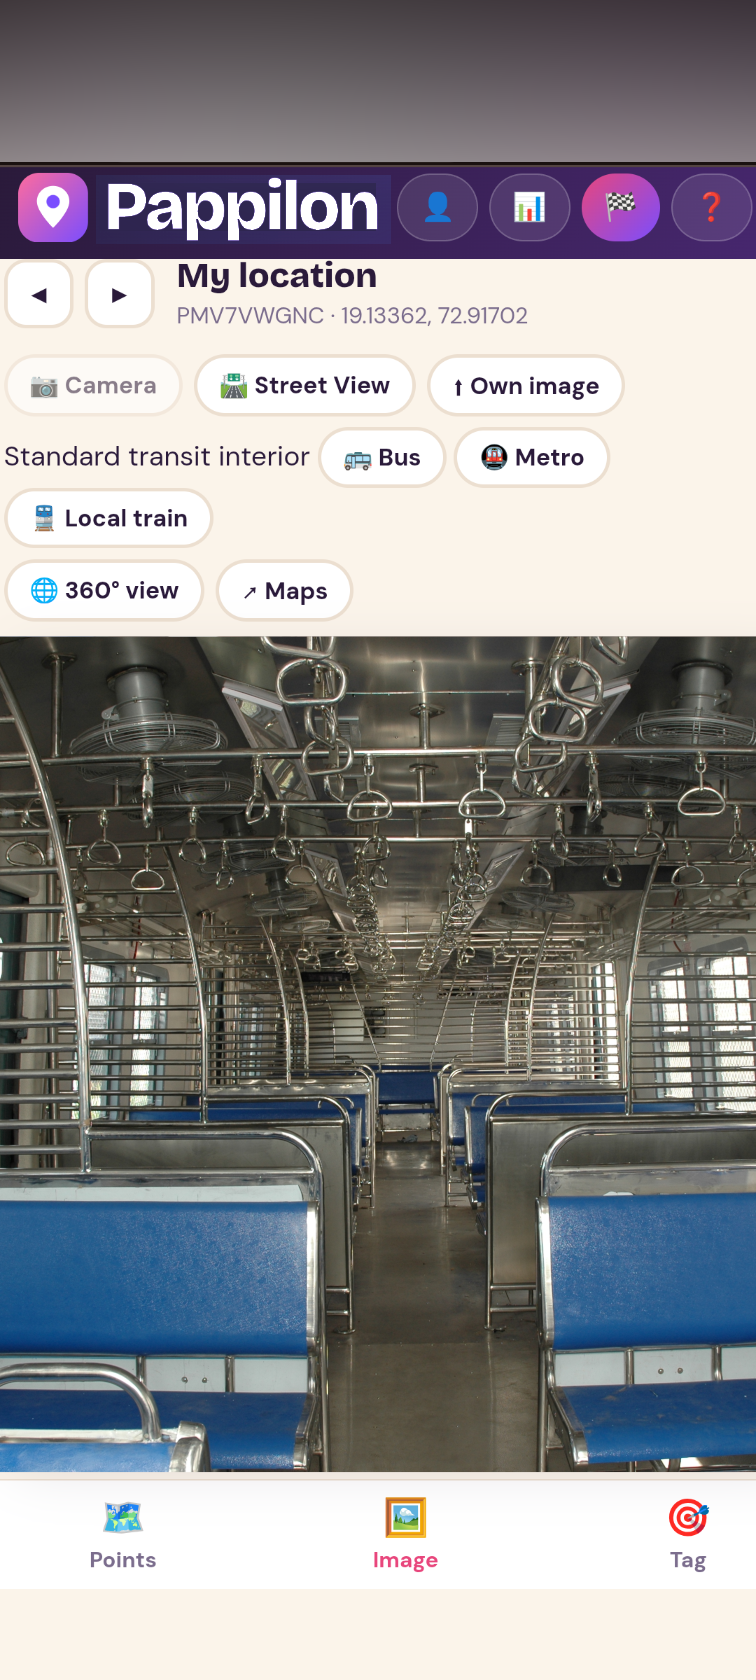 Pappilon
My location
PMV7VWGNC · 19.13362, 72.91702
Camera
Street View
Own image
Standard transit interior
Bus
Metro
Local train
360° view
Maps
Points
Image
Tag